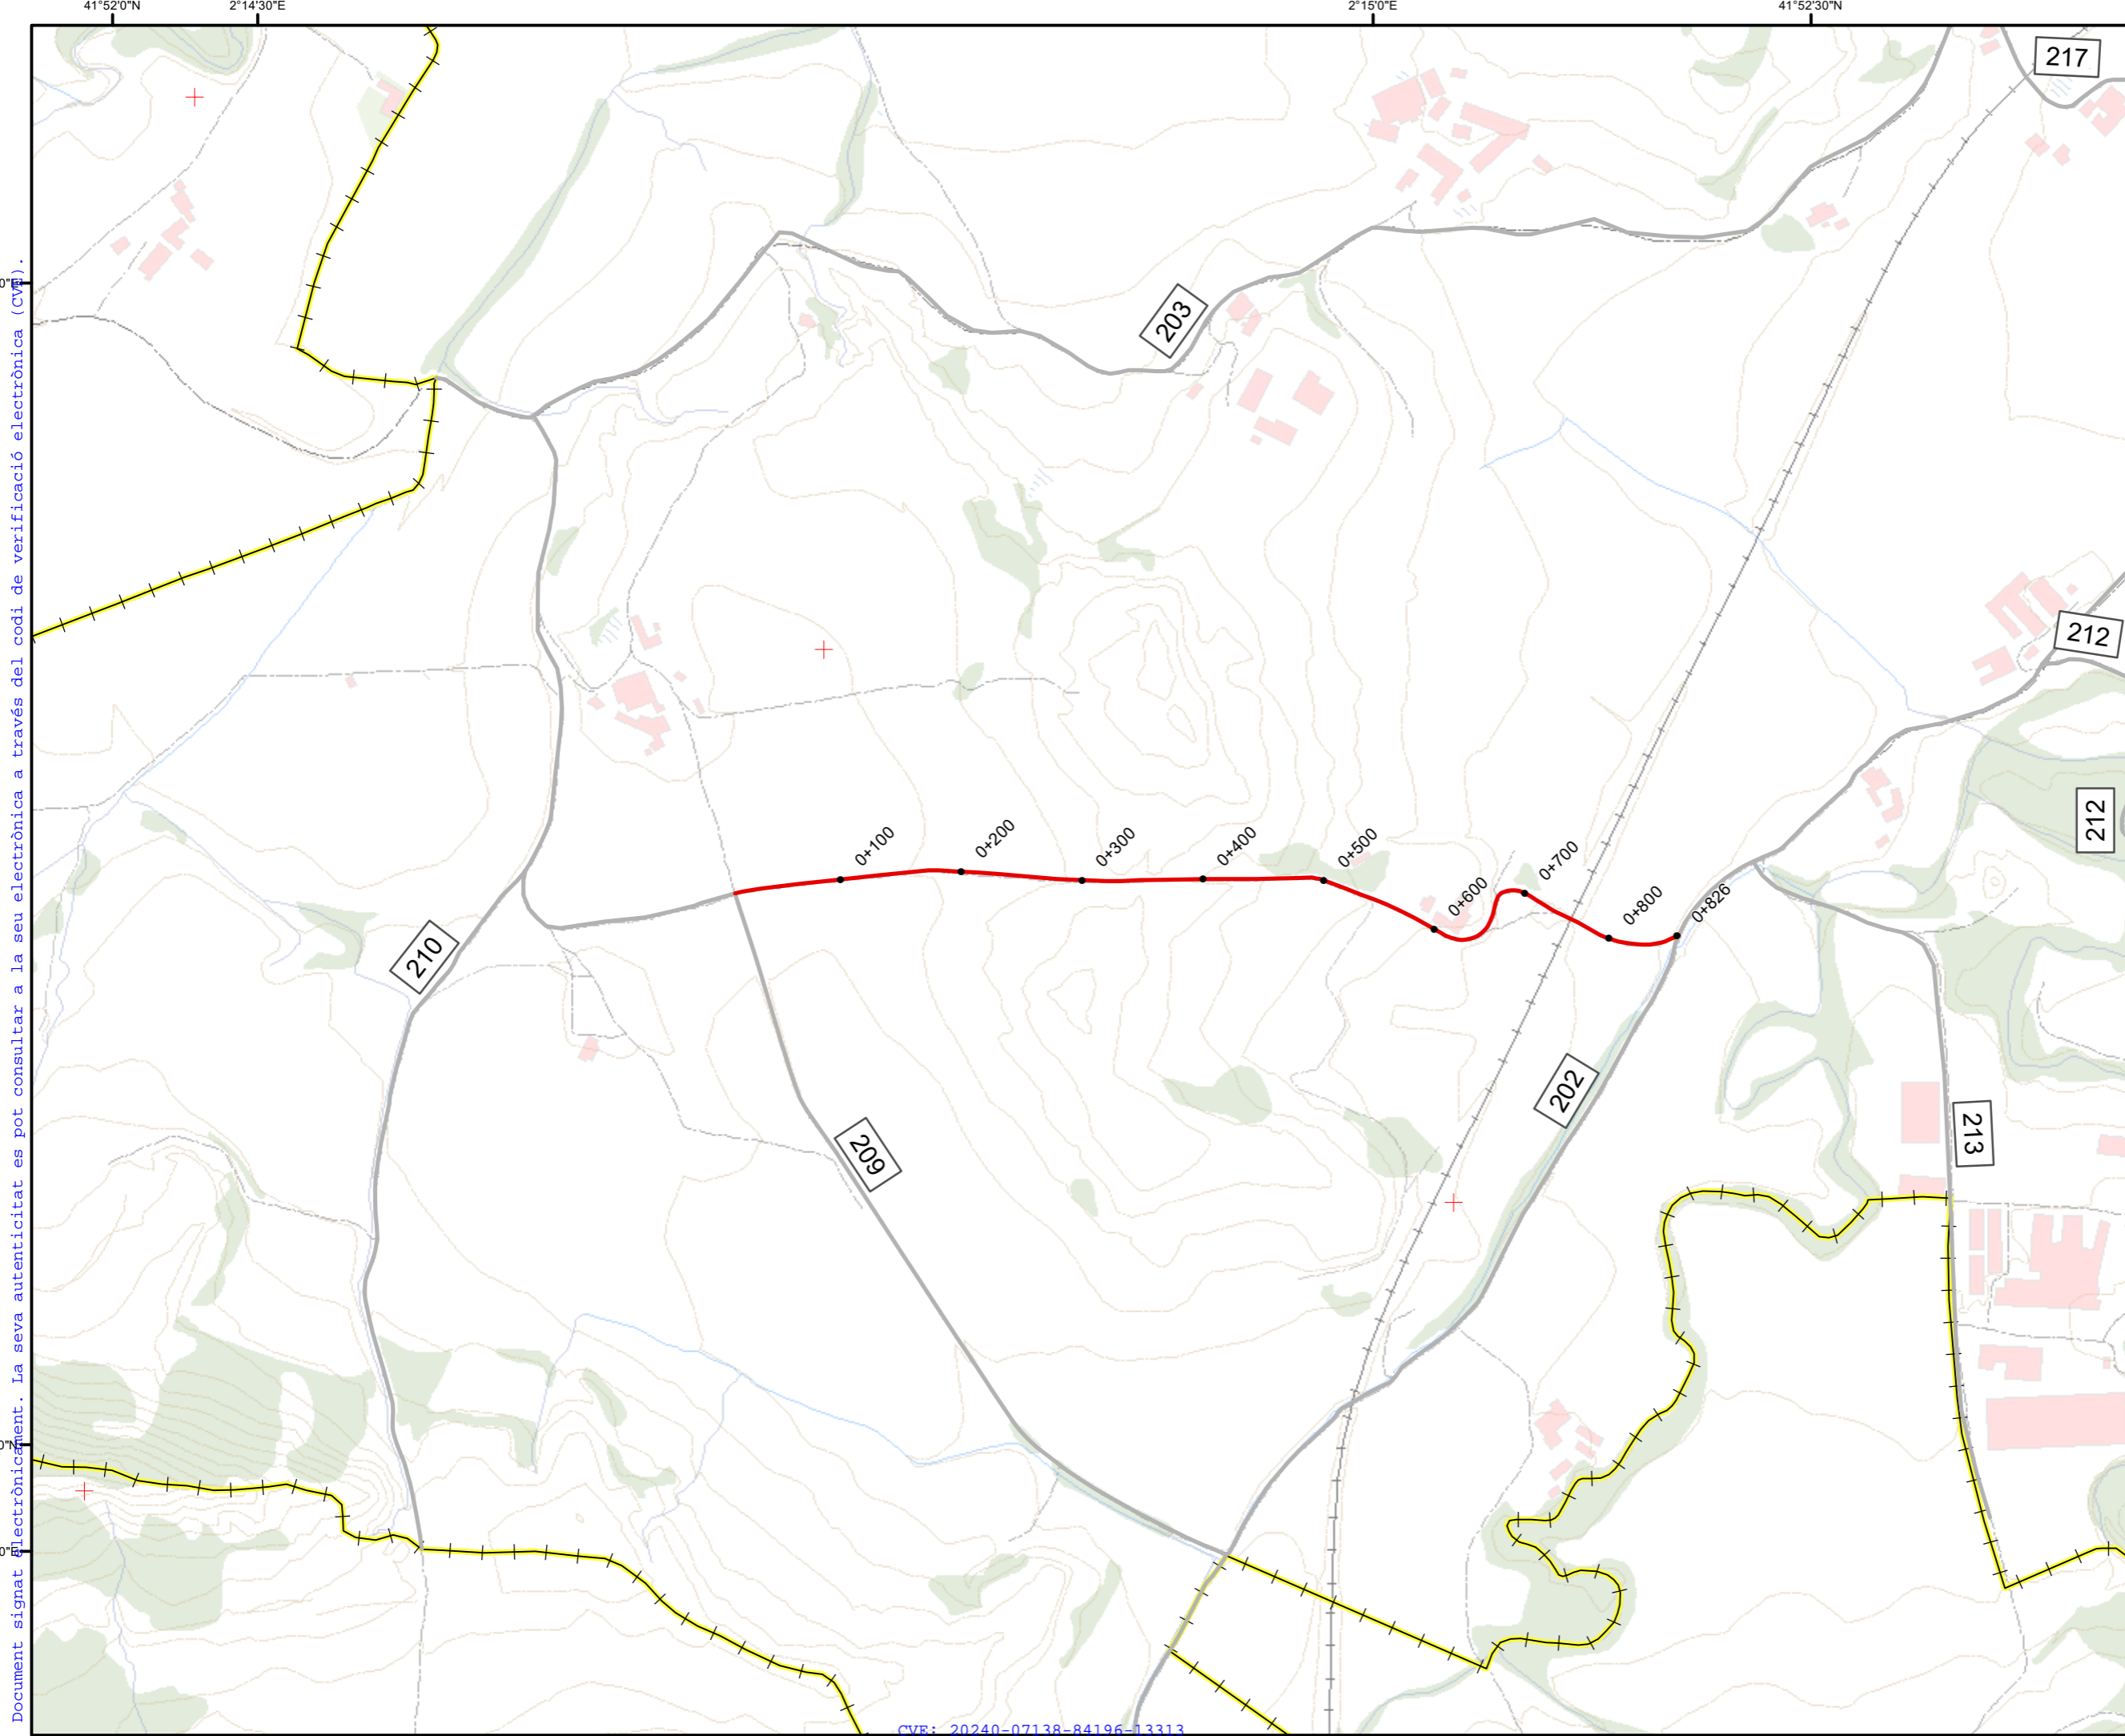 41°52'0"N
2°14'30"E
2°15'0"E
41°52'30"N
217
203
212
212
0+100
0+200
0+300
0+400
0+500
0+600
0+700
0+800
0+826
210
202
213
209
Document signat electrònicament. La seva autenticitat es pot consultar a la seu electrònica a través del codi de verificació electrònica (CVE).
CVE: 20240-07138-84196-13313